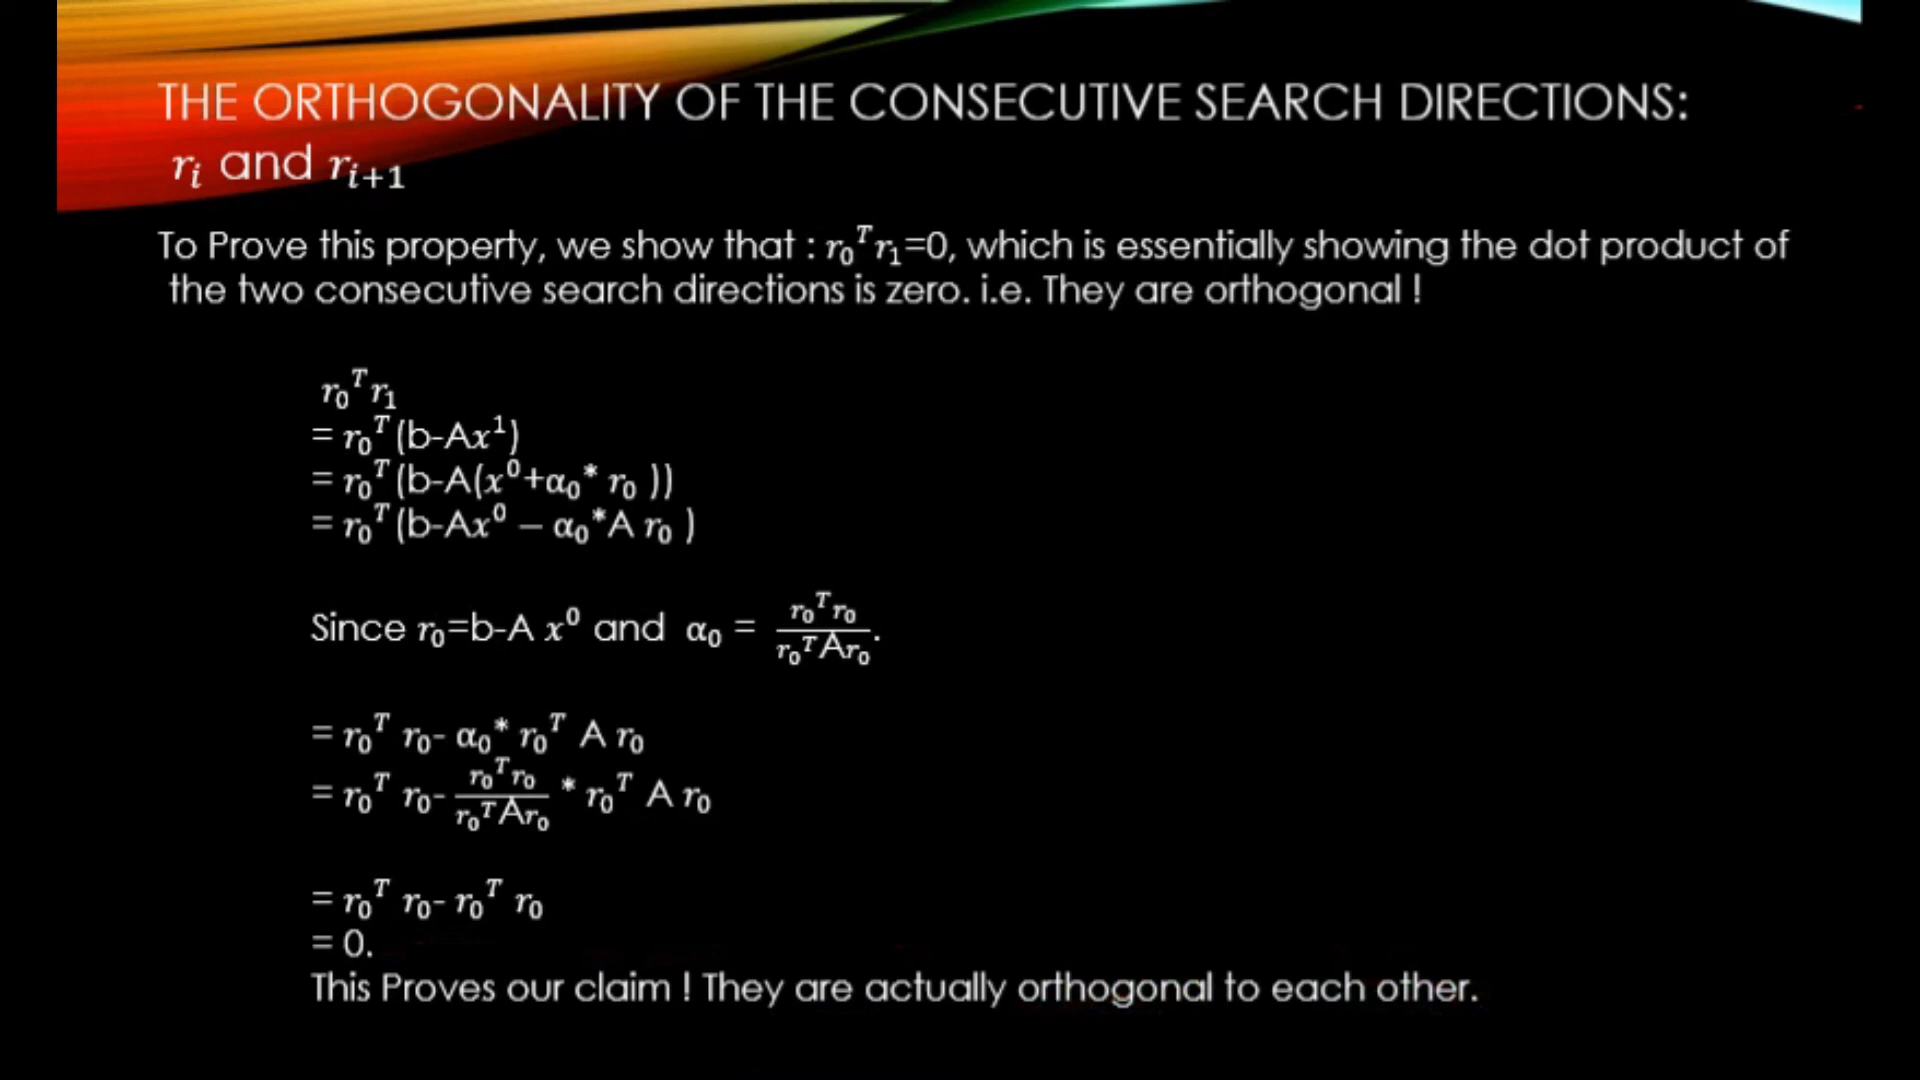 THE ORTHOGONALITY OF THE CONSECUTIVE SEARCH DIRECTIONS:
$r_i$ and $r_{i+1}$
To Prove this property, we show that : $r_0^T r_1$=0, which is essentially showing the dot product of
the two consecutive search directions is zero. i.e. They are orthogonal !
$r_0^T r_1$
= $r_0^T$(b-A$x^1$)
= $r_0^T$(b-A($x^0$+$α_0$* $r_0$ ))
= $r_0^T$(b-A$x^0$ – $α_0$*A $r_0$ )
Since $r_0$=b-A $x^0$ and $α_0$ = $\frac{r_0^T r_0}{r_0^T A r_0}$.
= $r_0^T$ $r_0$- $α_0$* $r_0^T$ A $r_0$
= $r_0^T$ $r_0$- $\frac{r_0^T r_0}{r_0^T A r_0}$ * $r_0^T$ A $r_0$
= $r_0^T$ $r_0$- $r_0^T$ $r_0$
= 0.
This Proves our claim ! They are actually orthogonal to each other.